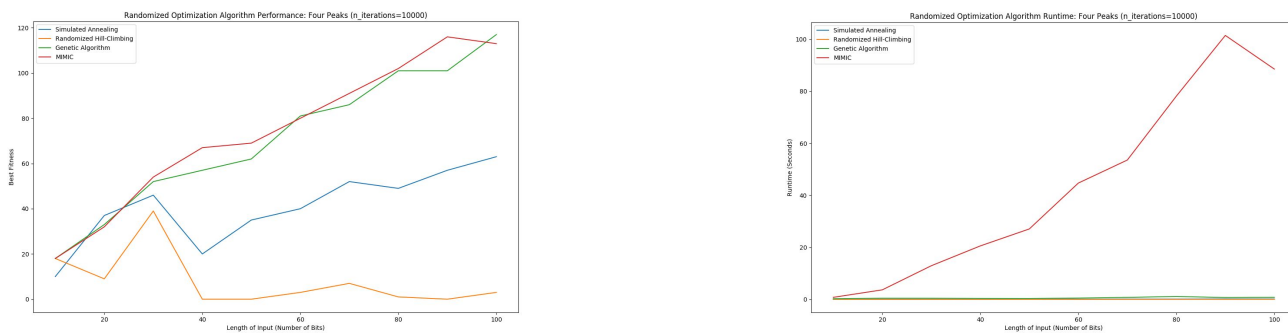 Randomized Optimization Algorithm Performance: Four Peaks (n_iterations=10000)
Simulated Annealing
Randomized Hill-Climbing
Genetic Algorithm
MIMIC
120
100
80
60
40
20
0
Best Fitness
20 40 60 80 100
Length of Input (Number of Bits)
Randomized Optimization Algorithm Runtime: Four Peaks (n_iterations=10000)
Simulated Annealing
Randomized Hill-Climbing
Genetic Algorithm
MIMIC
100
80
60
40
20
0
Runtime (Seconds)
20 40 60 80 100
Length of Input (Number of Bits)